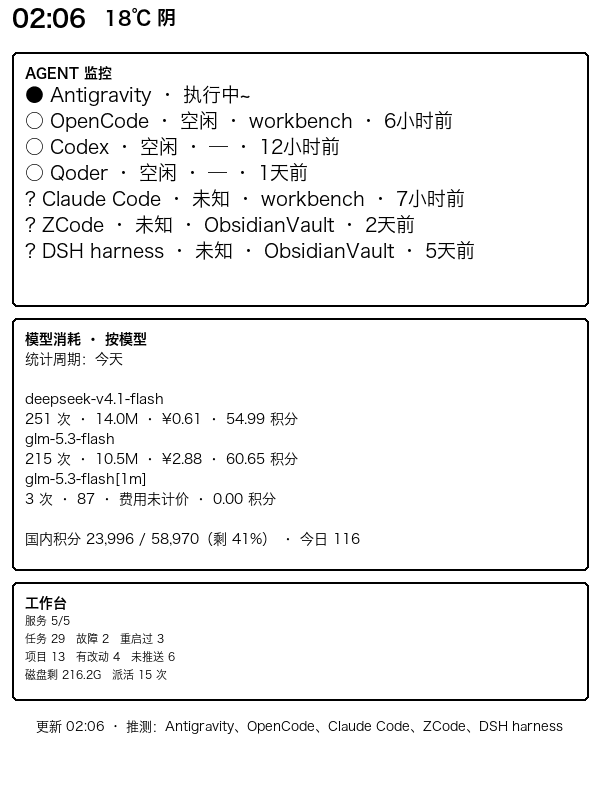 02:06 18℃ 阴
AGENT 监控
● Antigravity · 执行中~
○ OpenCode · 空闲 · workbench · 6小时前
○ Codex · 空闲 · — · 12小时前
○ Qoder · 空闲 · — · 1天前
? Claude Code · 未知 · workbench · 7小时前
? ZCode · 未知 · ObsidianVault · 2天前
? DSH harness · 未知 · ObsidianVault · 5天前
模型消耗 · 按模型
统计周期：今天
deepseek-v4.1-flash
251 次 · 14.0M · ¥0.61 · 54.99 积分
glm-5.3-flash
215 次 · 10.5M · ¥2.88 · 60.65 积分
glm-5.3-flash[1m]
3 次 · 87 · 费用未计价 · 0.00 积分
国内积分 23,996 / 58,970（剩 41%） · 今日 116
工作台
服务 5/5
任务 29 故障 2 重启过 3
项目 13 有改动 4 未推送 6
磁盘剩 216.2G 派活 15 次
更新 02:06 · 推测：Antigravity、OpenCode、Claude Code、ZCode、DSH harness